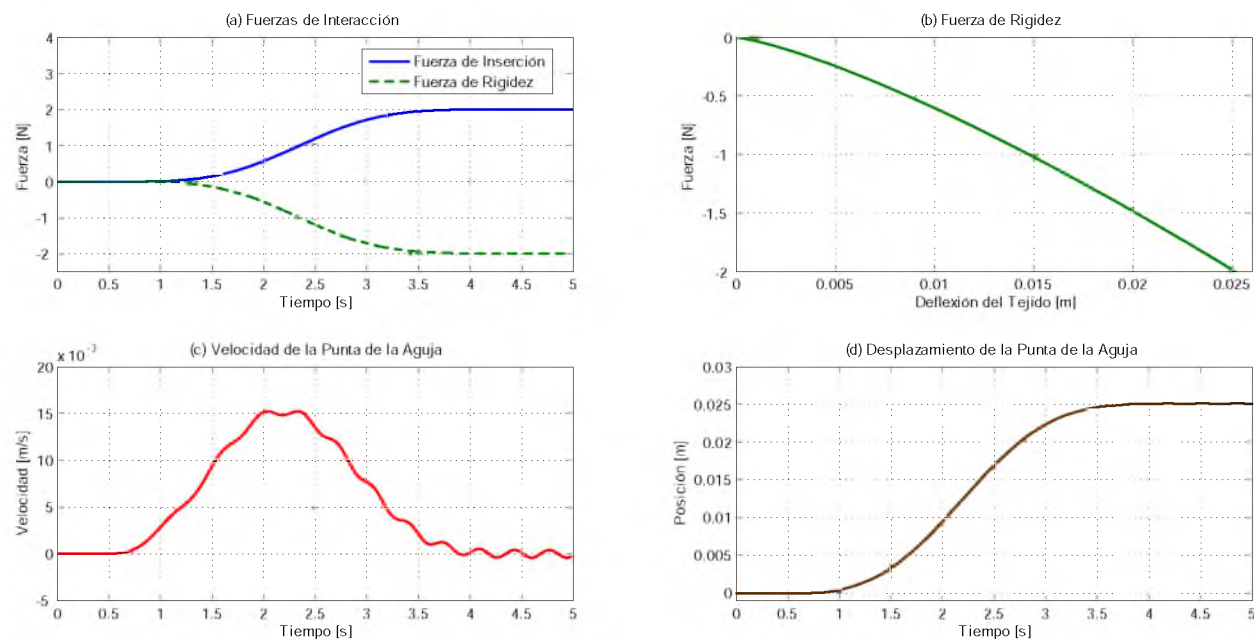 (a) Fuerzas de Interacción
4
3
2
1
0
-1
-2
Fuerza [N]
Fuerza de Inserción
Fuerza de Rigidez
0 0.5 1 1.5 2 2.5 3 3.5 4 4.5 5
Tiempo [s]
(b) Fuerza de Rigidez
0
-0.5
-1
-1.5
-2
Fuerza [N]
0 0.005 0.01 0.015 0.02 0.025
Deflexión del Tejido [m]
(c) Velocidad de la Punta de la Aguja
x 10
20
15
10
5
0
-5
Velocidad [m/s]
0 0.5 1 1.5 2 2.5 3 3.5 4 4.5 5
Tiempo [s]
(d) Desplazamiento de la Punta de la Aguja
0.03
0.025
0.02
0.015
0.01
0.005
0
Posición [m]
0 0.5 1 1.5 2 2.5 3 3.5 4 4.5 5
Tiempo [s]